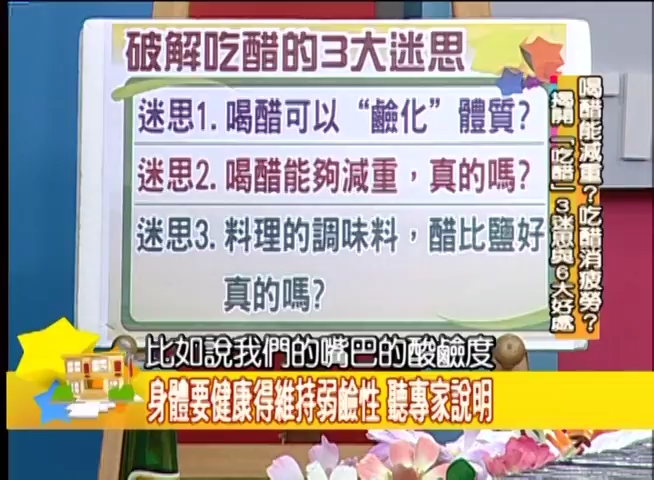 破解吃醋的3大迷思
迷思1. 喝醋可以“鹼化”體質?
迷思2. 喝醋能夠減重，真的嗎?
迷思3. 料理的調味料，醋比鹽好
真的嗎?
喝醋能減重？吃醋消疲勞？
揭開「吃醋」3迷思與6大好處
比如說我們的嘴巴的酸鹼度
身體要健康得維持弱鹼性 聽專家說明